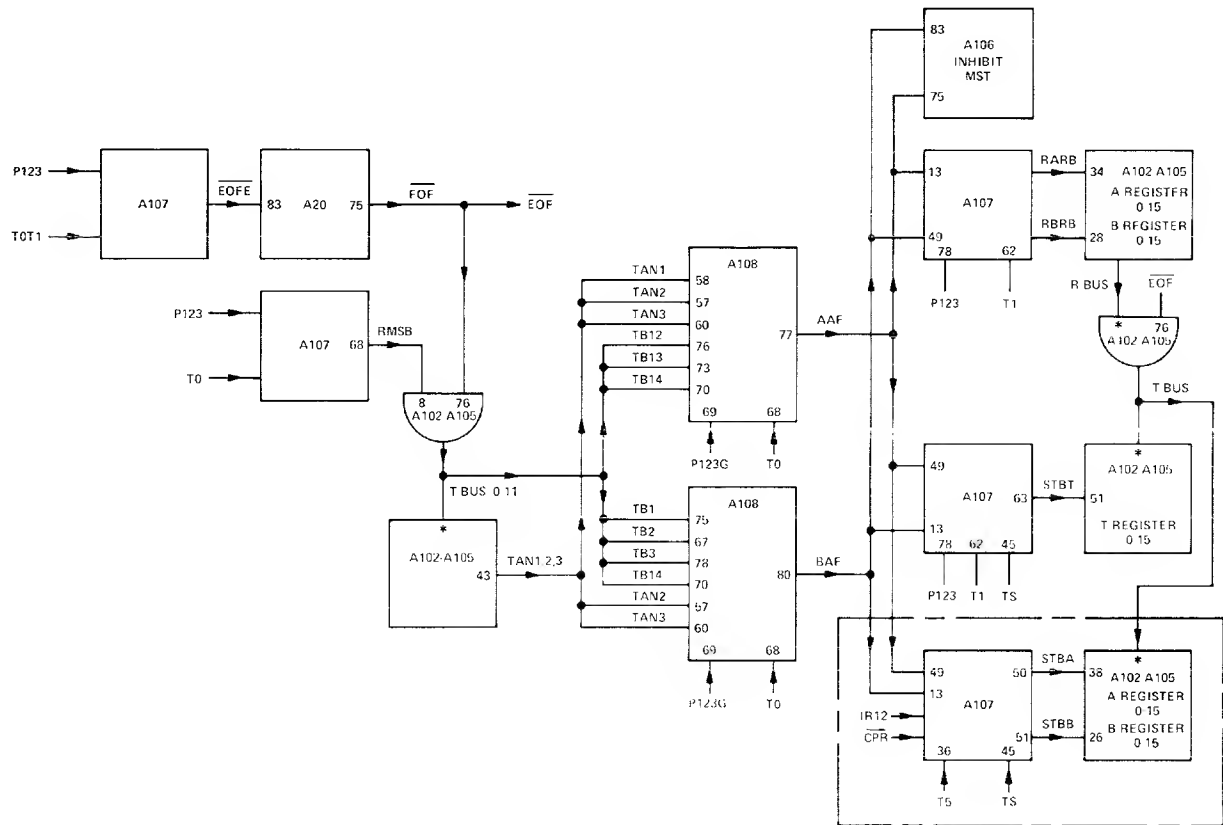 83
A106
INHIBIT
MST
75
P123
T0T1
A107
EOFE
83
A20
75
EOF
EOF
P123
T0
A107
68
RMSB
8
76
A102 A105
T BUS 0-11
*
A102-A105
43
TAN1,2,3
TAN1
TAN2
TAN3
TB12
TB13
TB14
58
57
60
76
73
70
A108
77
69
68
P123G
T0
AAF
TB1
TB2
TB3
TB14
TAN2
TAN3
75
67
78
70
57
60
A108
80
69
68
P123G
T0
BAF
13
49
A107
78
62
P123
T1
RARB
RBRB
34
28
A102 A105
A REGISTER
0-15
B REGISTER
0-15
R BUS
EOF
*
76
A102 A105
T BUS
49
13
A107
63
78
62
45
P123
T1
TS
STBT
51
*
A102 A105
T REGISTER
0-15
49
13
IR12
CPR
A107
50
51
36
45
T5
TS
STBA
STBB
38
26
*
A102 A105
A REGISTER
0-15
B REGISTER
0-15